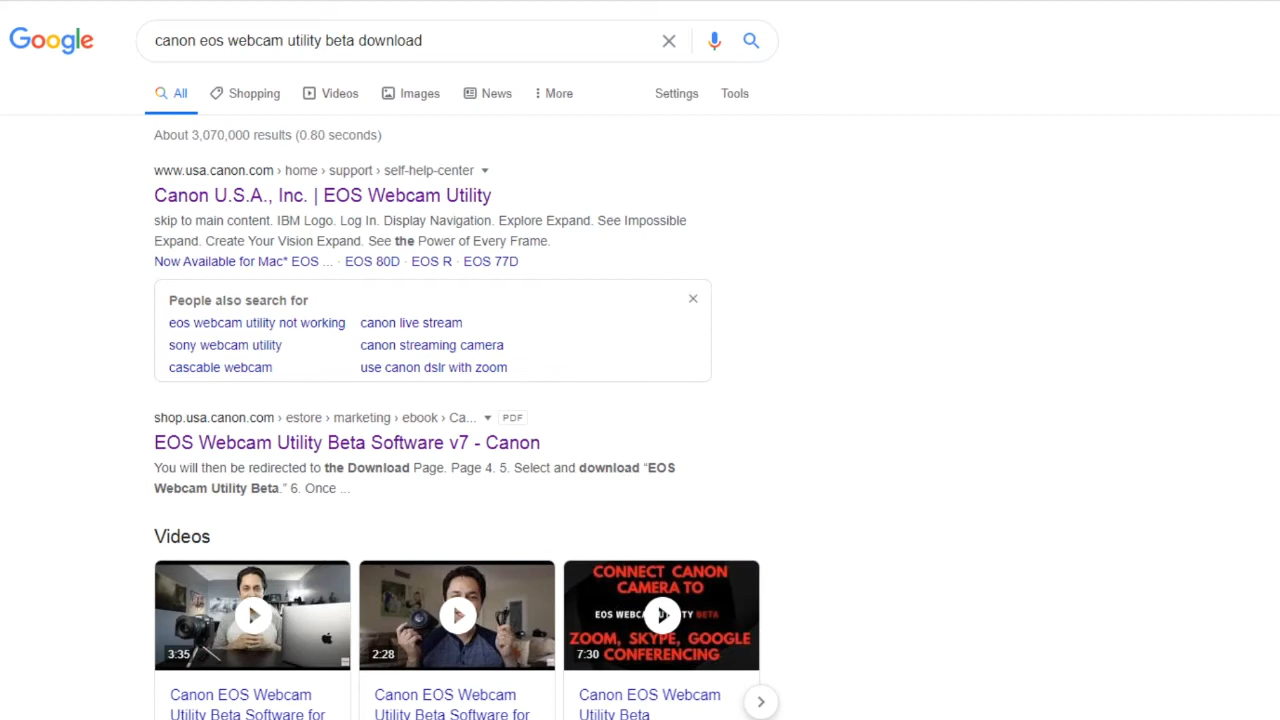 Google
canon eos webcam utility beta download
All Shopping Videos Images News More Settings Tools
About 3,070,000 results (0.80 seconds)
www.usa.canon.com › home › support › self-help-center
Canon U.S.A., Inc. | EOS Webcam Utility
skip to main content. IBM Logo. Log In. Display Navigation. Explore Expand. See Impossible
Expand. Create Your Vision Expand. See the Power of Every Frame.
Now Available for Mac* EOS ... · EOS 80D · EOS R · EOS 77D
People also search for
eos webcam utility not working canon live stream
sony webcam utility canon streaming camera
cascable webcam use canon dslr with zoom
shop.usa.canon.com › estore › marketing › ebook › Ca... PDF
EOS Webcam Utility Beta Software v7 - Canon
You will then be redirected to the Download Page. Page 4. 5. Select and download “EOS
Webcam Utility Beta.” 6. Once ...
Videos
3:35
2:28
CONNECT CANON
CAMERA TO
ZOOM, SKYPE, GOOGLE
CONFERENCING
7:30
Canon EOS Webcam Canon EOS Webcam Canon EOS Webcam
Utility Beta Software for Utility Beta Software for Utility Beta